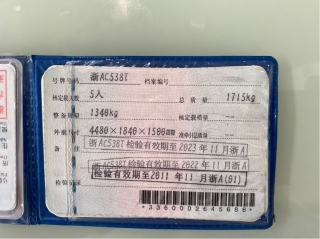 号牌号码 浙AC538T 档案编号
核定载人数 5人 总质量 1715kg
整备质量 1340kg 核定载质量
外廓尺寸 4480×1840×1500mm 准牵引总质量
浙AC538T 检验有效期至2023年11月浙A
浙AC538T 检验有效期至2022年11月浙A
检验记录 检验有效期至2011年11月浙A(01)
*3360002645688*